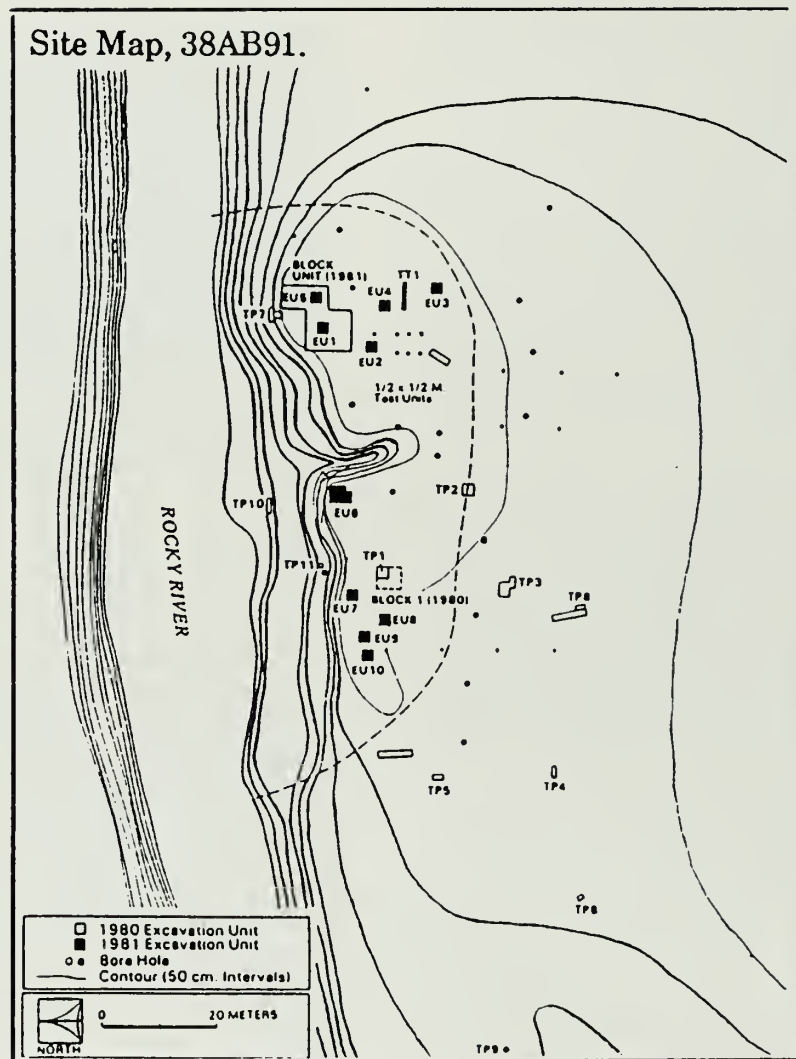 Site Map, 38AB91.
BLOCK
UNIT (1981)
TT1
EU5
EU4
EU3
TP7
EU1
EU2
1/2 x 1/2 M.
Test Units
TP2
EU6
TP10
ROCKY RIVER
TP1
TP11
TP3
TP8
EU7
BLOCK 1 (1980)
EU8
EU9
EU10
TP5
TP4
TP6
1980 Excavation Unit
1981 Excavation Unit
Bore Hole
Contour (50 cm. Intervals)
0 20 METERS
NORTH
TP9